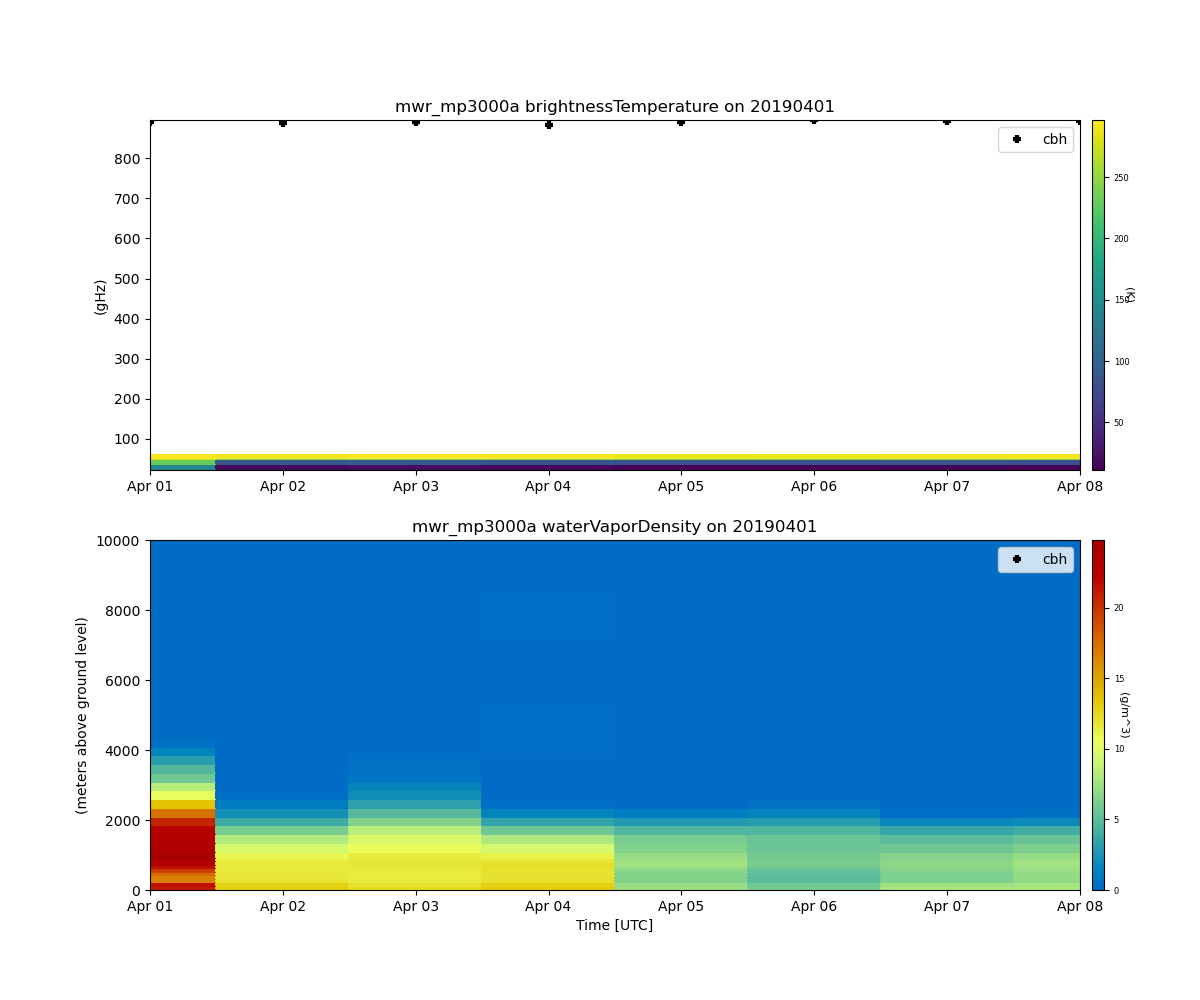 mwr_mp3000a brightnessTemperature on 20190401
cbh
800
700
600
500
400
300
200
100
(gHz)
250
200
150
100
50
(K)
Apr 01 Apr 02 Apr 03 Apr 04 Apr 05 Apr 06 Apr 07 Apr 08
mwr_mp3000a waterVaporDensity on 20190401
cbh
10000
8000
6000
4000
2000
0
(meters above ground level)
20
15
10
5
0
(g/m^3)
Apr 01 Apr 02 Apr 03 Apr 04 Apr 05 Apr 06 Apr 07 Apr 08
Time [UTC]